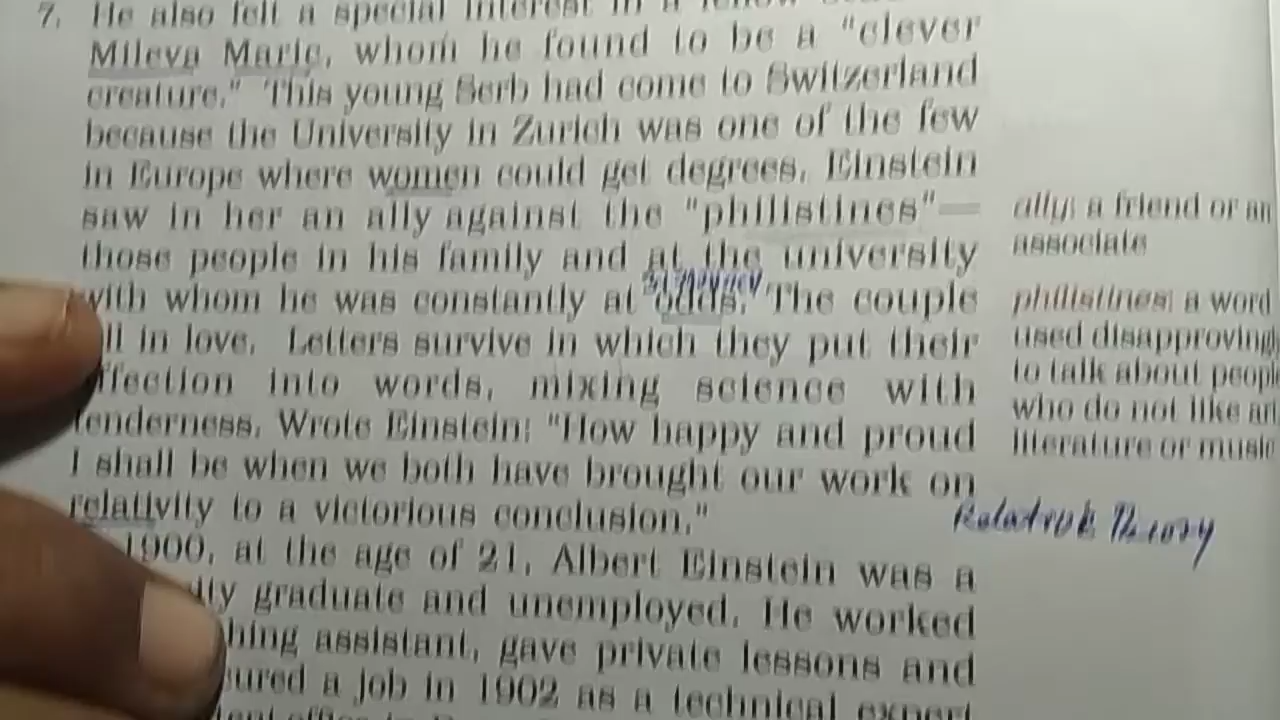 7. He also felt a special interest in a fellow
Mileva Maric, whom he found to be a "clever
creature." This young Serb had come to Switzerland
because the University in Zurich was one of the few
in Europe where women could get degrees. Einstein
saw in her an ally against the "philistines"—
those people in his family and at the university
with whom he was constantly at odds. The couple
in love. Letters survive in which they put their
affection into words, mixing science with
tenderness. Wrote Einstein: "How happy and proud
I shall be when we both have brought our work on
relativity to a victorious conclusion."
1900, at the age of 21, Albert Einstein was a
graduate and unemployed. He worked
assistant, gave private lessons and
a job in 1902 as a technical expert
ally: a friend or an
associate
philistines: a word
used disapprovingly
to talk about people
who do not like art
literature or music
Relative Theory